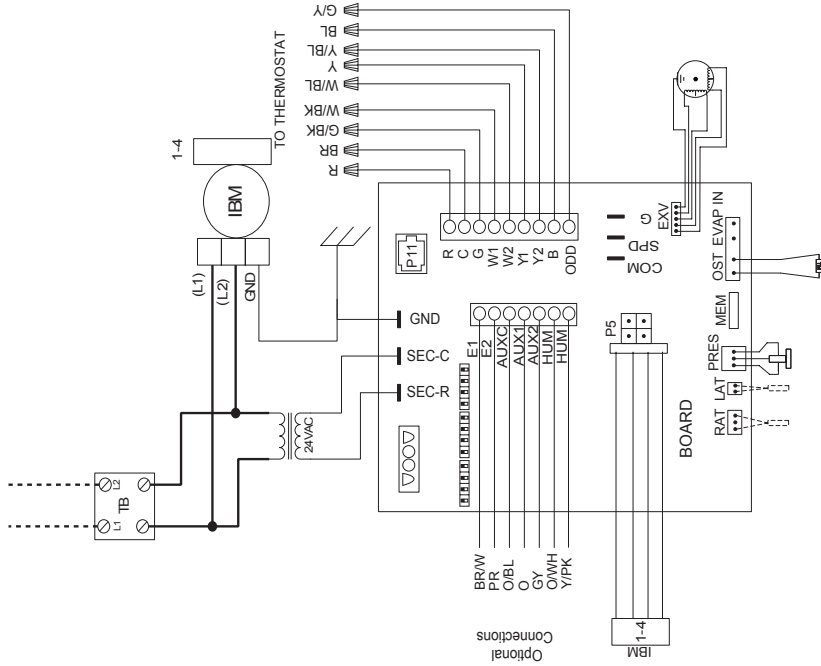 G/Y
BL
Y/BL
Y
W/BL
W/BK
G/BK
BR
R
TO THERMOSTAT
1-4
IBM
(L1)
(L2)
GND
P11
R
C
G
W1
W2
Y1
Y2
B
ODD
G
SPD
COM
EXV
OST EVAP IN
MEM
PRES
LAT
RAT
BOARD
P5
GND
SEC-C
SEC-R
E1
E2
AUXC
AUX1
AUX2
HUM
HUM
24VAC
L2
L1
TB
BR/W
PR
O/BL
O
GY
O/WH
Y/PK
Optional
Connections
1-4
IBM